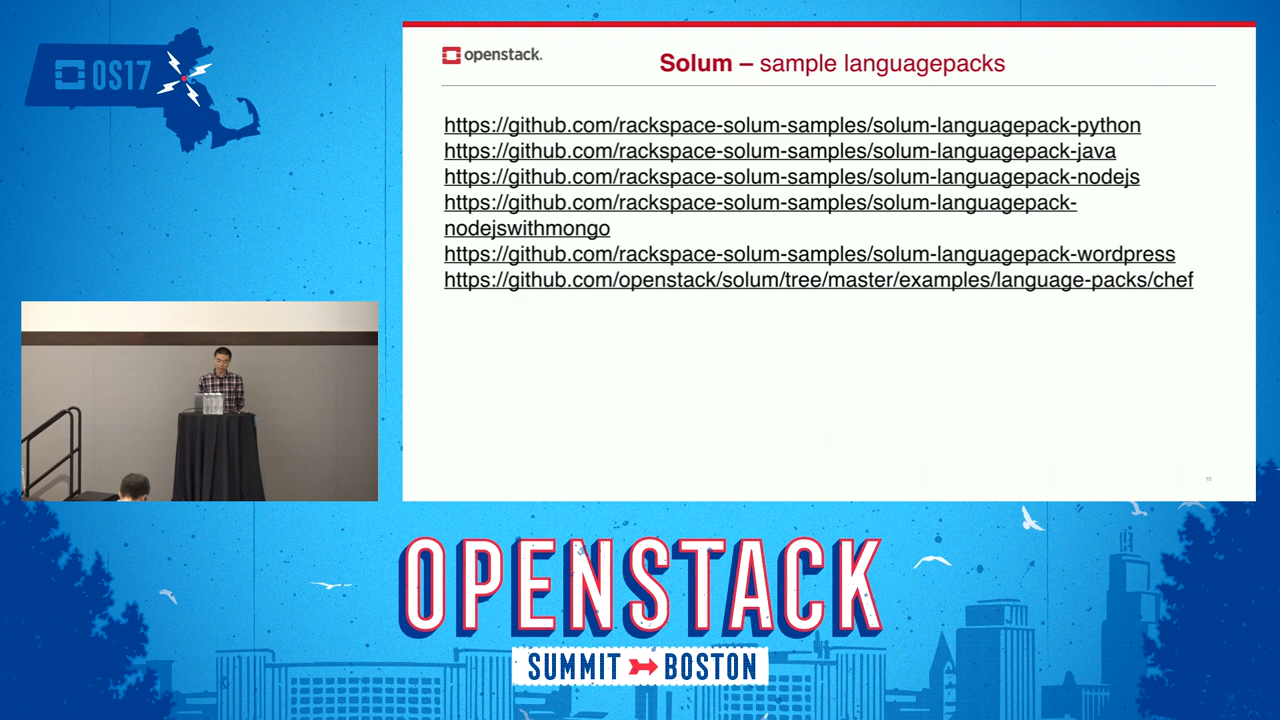 OS17
openstack.
Solum – sample languagepacks
https://github.com/rackspace-solum-samples/solum-languagepack-python
https://github.com/rackspace-solum-samples/solum-languagepack-java
https://github.com/rackspace-solum-samples/solum-languagepack-nodejs
https://github.com/rackspace-solum-samples/solum-languagepack-
nodejswithmongo
https://github.com/rackspace-solum-samples/solum-languagepack-wordpress
https://github.com/openstack/solum/tree/master/examples/language-packs/chef
10
OPENSTACK
SUMMIT BOSTON